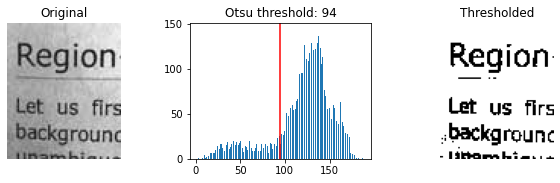 Original
Region
Let us firs
background
unambigu
Otsu threshold: 94
150
100
50
0
0 50 100 150
Thresholded
Region
Let us firs
background